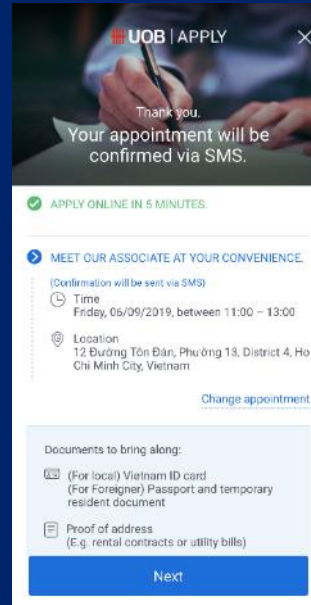 UOB | APPLY
Thank you.
Your appointment will be
confirmed via SMS.
APPLY ONLINE IN 5 MINUTES.
MEET OUR ASSOCIATE AT YOUR CONVENIENCE.
(Confirmation will be sent via SMS)
Time
Friday, 06/09/2019, between 11:00 – 13:00
Location
12 Đường Tôn Đản, Phường 13, District 4, Ho
Chi Minh City, Vietnam
Change appointment
Documents to bring along:
(For local) Vietnam ID card
(For Foreigner) Passport and temporary
resident document
Proof of address
(E.g. rental contracts or utility bills)
Next